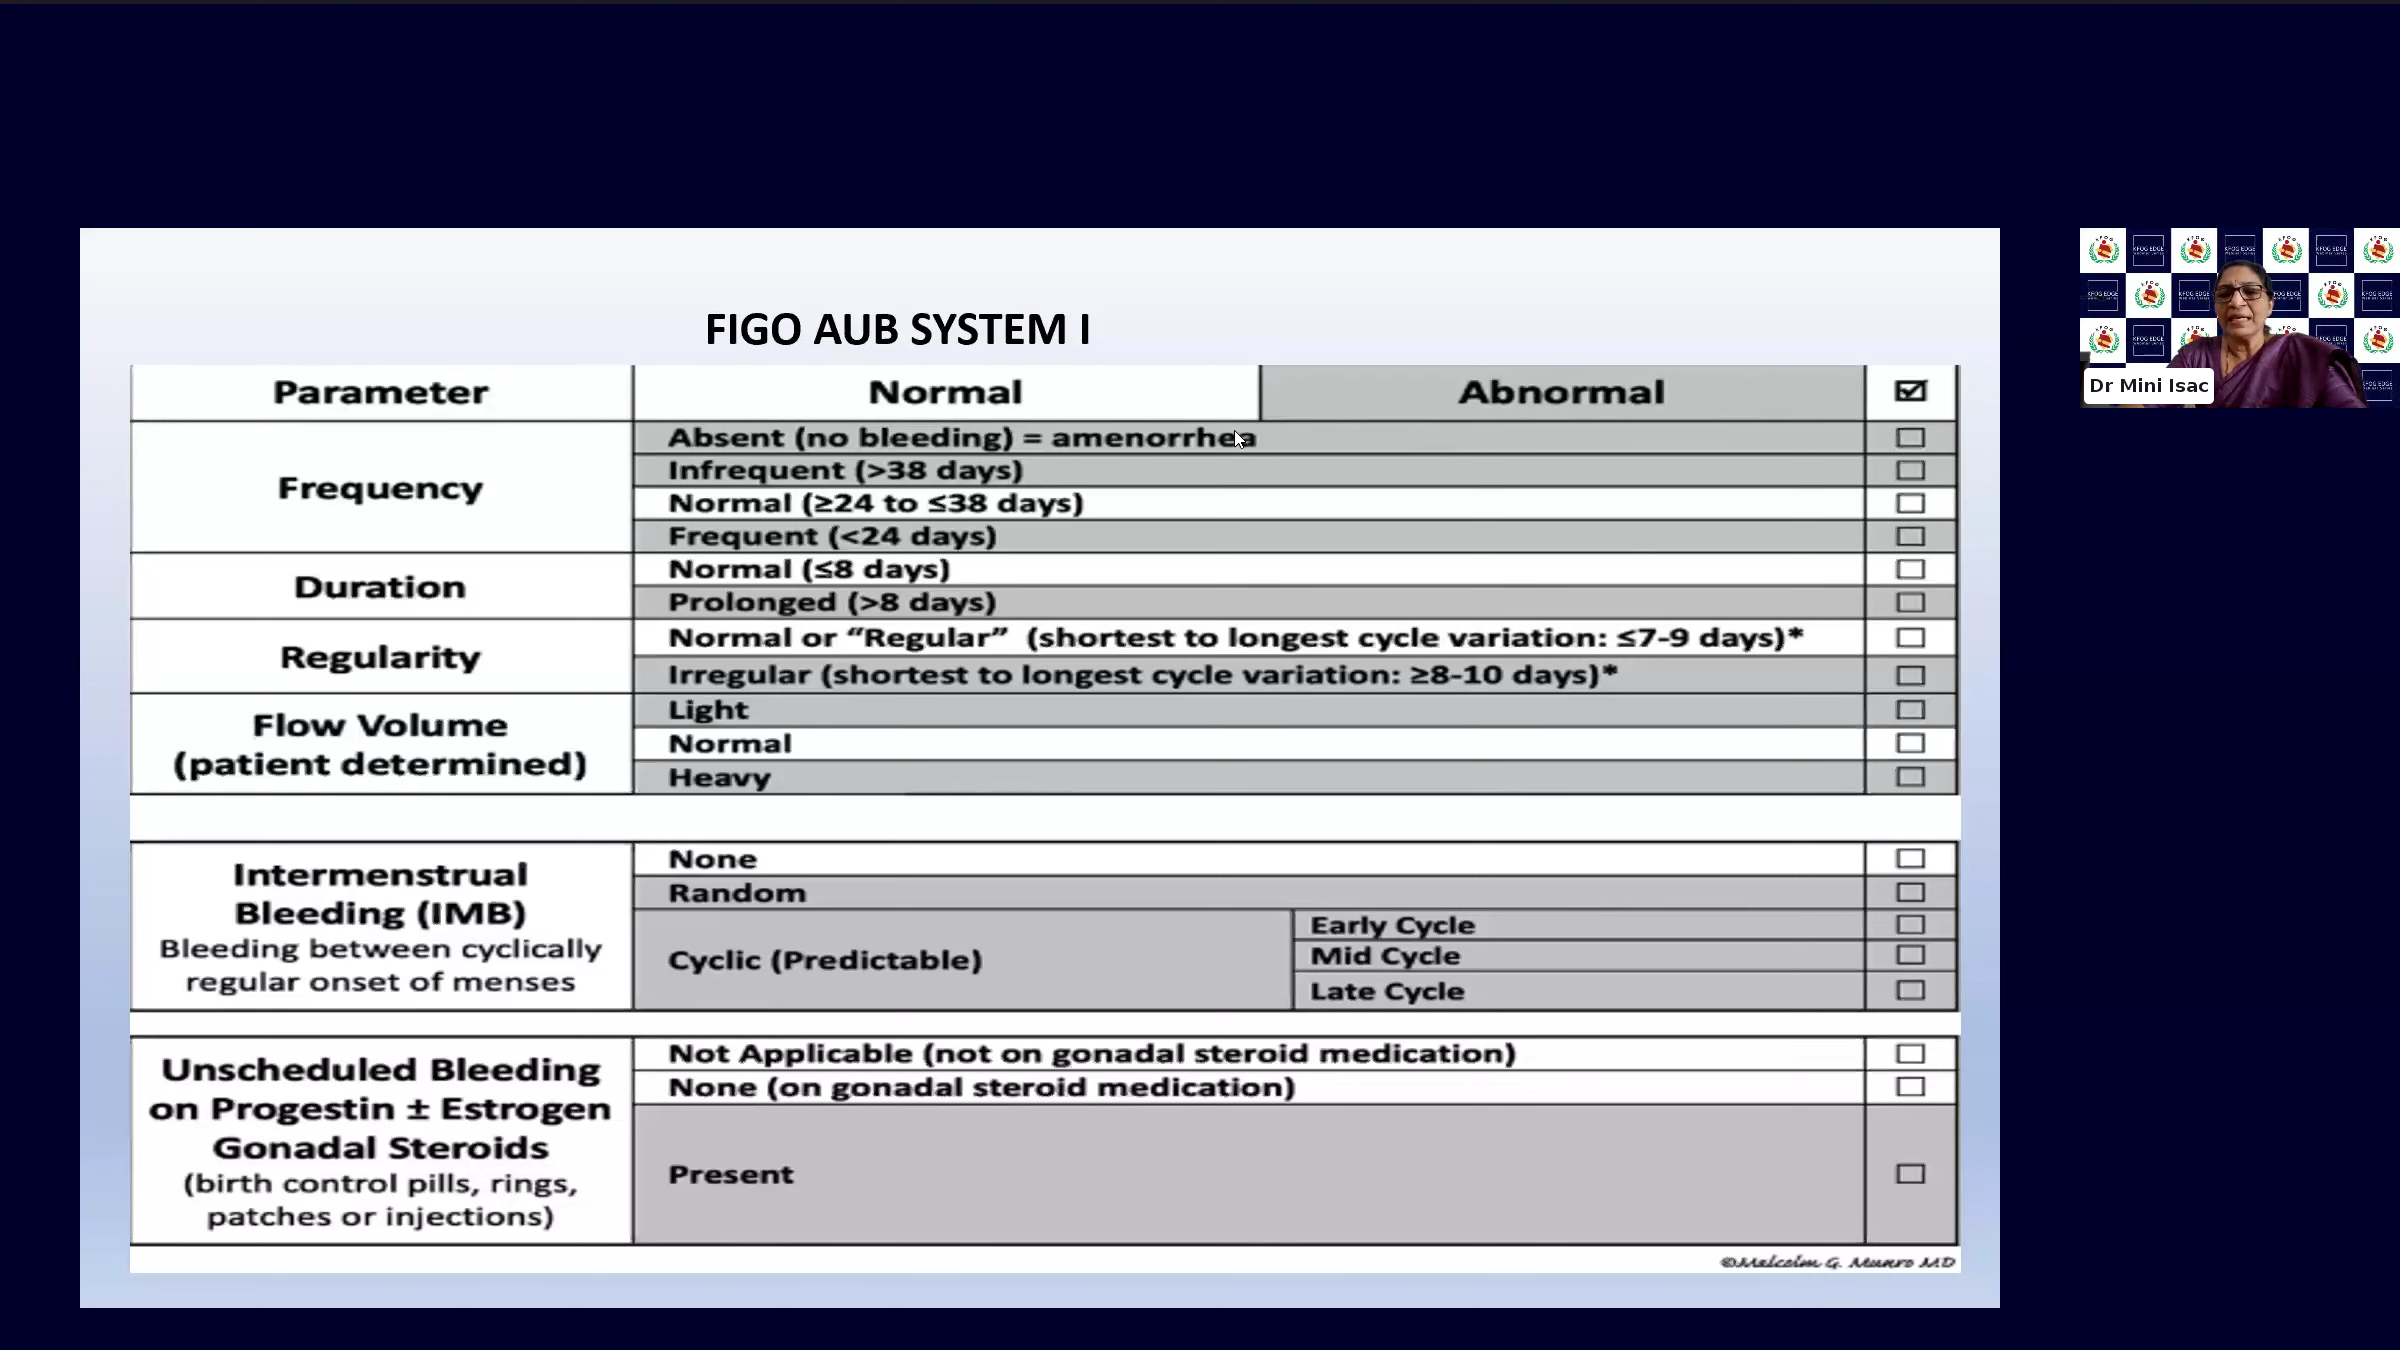 FIGO AUB SYSTEM I
Parameter
Normal
Abnormal
Frequency
Absent (no bleeding) = amenorrhea
Infrequent (>38 days)
Normal (≥24 to ≤38 days)
Frequent (<24 days)
Duration
Normal (≤8 days)
Prolonged (>8 days)
Regularity
Normal or “Regular” (shortest to longest cycle variation: ≤7-9 days)*
Irregular (shortest to longest cycle variation: ≥8-10 days)*
Flow Volume
(patient determined)
Light
Normal
Heavy
Intermenstrual
Bleeding (IMB)
Bleeding between cyclically
regular onset of menses
None
Random
Cyclic (Predictable)
Early Cycle
Mid Cycle
Late Cycle
Unscheduled Bleeding
on Progestin ± Estrogen
Gonadal Steroids
(birth control pills, rings,
patches or injections)
Not Applicable (not on gonadal steroid medication)
None (on gonadal steroid medication)
Present
©Malcolm G. Munro MD
KFOG EDGE
Dr Mini Isac